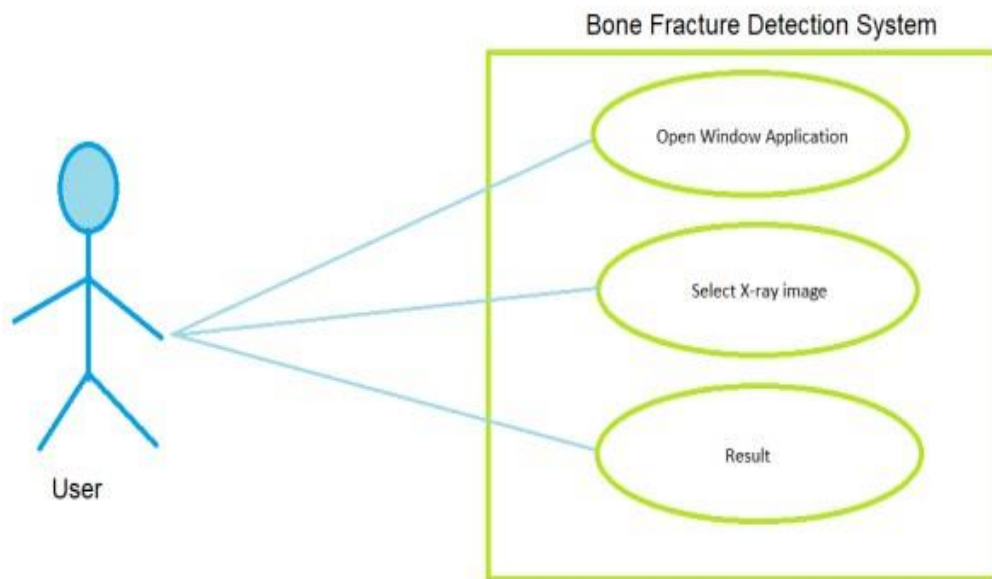 Bone Fracture Detection System
Open Window Application
Select X-ray image
Result
User